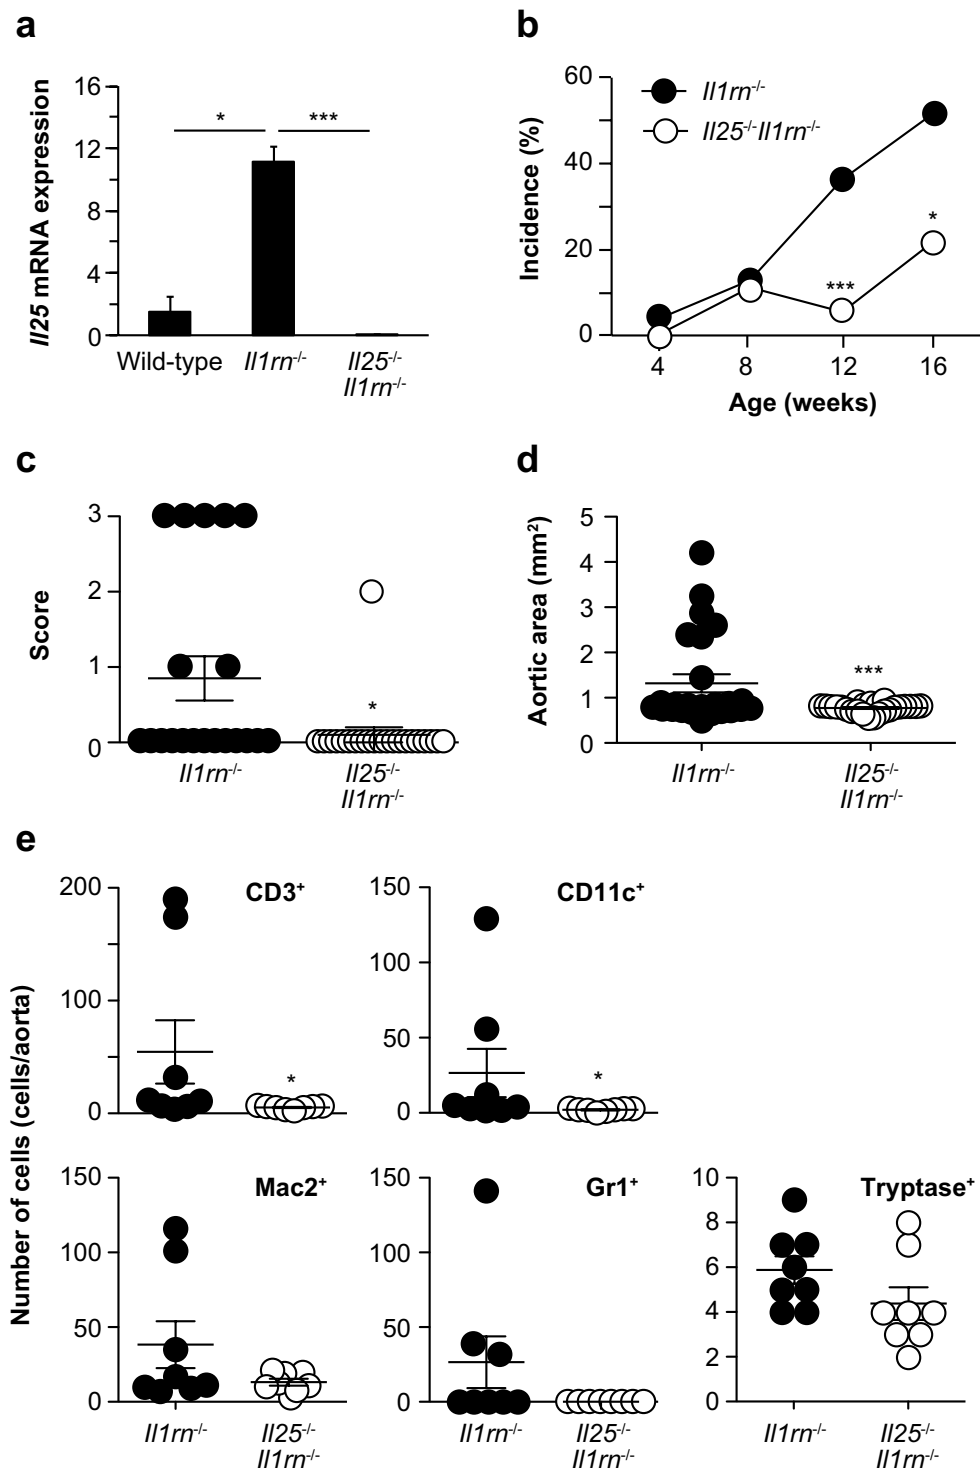 a
Il25 mRNA expression
16
12
8
4
0
*
***
Wild-type
Il1rn-/-
Il25-/-
Il1rn-/-
b
Incidence (%)
60
40
20
0
Il1rn-/-
Il25-/-Il1rn-/-
***
*
4
8
12
16
Age (weeks)
c
Score
3
2
1
0
*
Il1rn-/-
Il25-/-
Il1rn-/-
d
Aortic area (mm2)
5
4
3
2
1
0
***
Il1rn-/-
Il25-/-
Il1rn-/-
e
Number of cells (cells/aorta)
CD3+
200
100
0
*
CD11c+
150
100
50
0
*
Mac2+
150
100
50
0
Il1rn-/-
Il25-/-
Il1rn-/-
Gr1+
150
100
50
0
Il1rn-/-
Il25-/-
Il1rn-/-
Tryptase+
10
8
6
4
2
0
Il1rn-/-
Il25-/-
Il1rn-/-